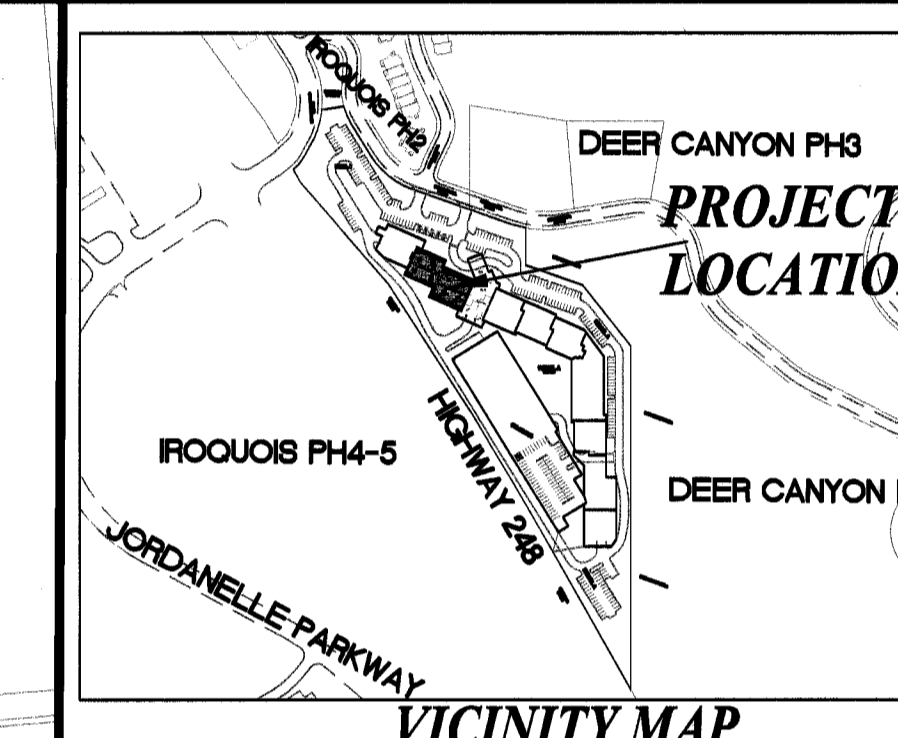 IROQUOIS PH2
DEER CANYON PH3
PROJECT
LOCATIO
HIGHWAY 248
IROQUOIS PH4-5
DEER CANYON
JORDANELLE PARKWAY
VICINITY MAP